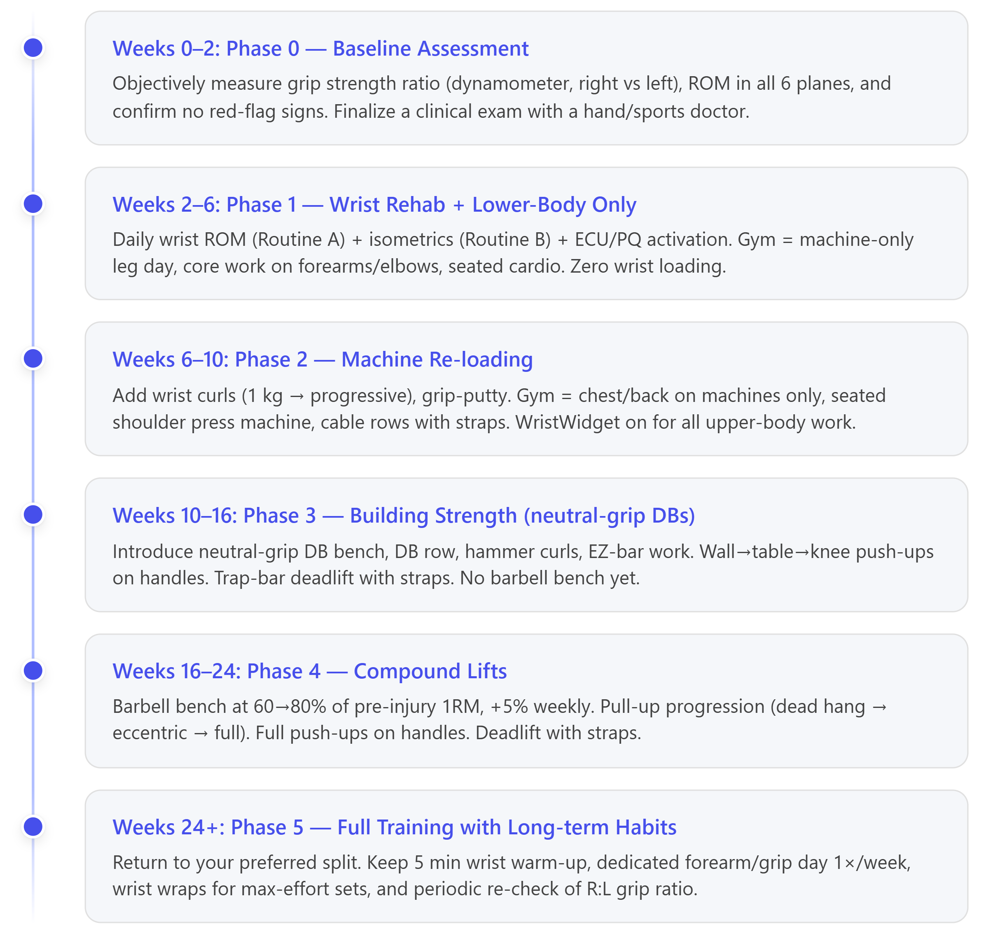 Weeks 0–2: Phase 0 — Baseline Assessment
Objectively measure grip strength ratio (dynamometer, right vs left), ROM in all 6 planes, and
confirm no red-flag signs. Finalize a clinical exam with a hand/sports doctor.
Weeks 2–6: Phase 1 — Wrist Rehab + Lower-Body Only
Daily wrist ROM (Routine A) + isometrics (Routine B) + ECU/PQ activation. Gym = machine-only
leg day, core work on forearms/elbows, seated cardio. Zero wrist loading.
Weeks 6–10: Phase 2 — Machine Re-loading
Add wrist curls (1 kg → progressive), grip-putty. Gym = chest/back on machines only, seated
shoulder press machine, cable rows with straps. WristWidget on for all upper-body work.
Weeks 10–16: Phase 3 — Building Strength (neutral-grip DBs)
Introduce neutral-grip DB bench, DB row, hammer curls, EZ-bar work. Wall→table→knee push-ups
on handles. Trap-bar deadlift with straps. No barbell bench yet.
Weeks 16–24: Phase 4 — Compound Lifts
Barbell bench at 60→80% of pre-injury 1RM, +5% weekly. Pull-up progression (dead hang →
eccentric → full). Full push-ups on handles. Deadlift with straps.
Weeks 24+: Phase 5 — Full Training with Long-term Habits
Return to your preferred split. Keep 5 min wrist warm-up, dedicated forearm/grip day 1×/week,
wrist wraps for max-effort sets, and periodic re-check of R:L grip ratio.